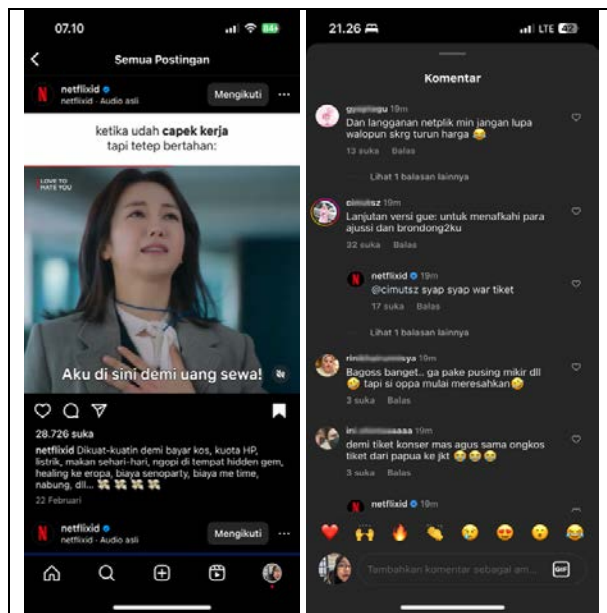 07.10
84
Semua Postingan
netflixid
netflixid · Audio asli
Mengikuti
ketika udah capek kerja
tapi tetep bertahan:
LOVE TO
HATE YOU
Aku di sini demi uang sewa!
28.726 suka
netflixid Dikuat-kuatin demi bayar kos, kuota HP,
listrik, makan sehari-hari, ngopi di tempat hidden gem,
healing ke eropa, biaya senoparty, biaya me time,
nabung, dll... 💸 💸 💸 💸
22 Februari
netflixid
netflixid · Audio asli
Mengikuti
21.26
LTE 42
Komentar
19m
Dan langganan netplik min jangan lupa
walopun skrg turun harga 😂
13 suka Balas
Lihat 1 balasan lainnya
19m
Lanjutan versi gue: untuk menafkahi para
ajussi dan brondong2ku
32 suka Balas
netflixid 19m
@cimutsz syap syap war tiket
17 suka Balas
Lihat 1 balasan lainnya
19m
Bagoss banget.. ga pake pusing mikir dll
🤣 tapi si oppa mulai meresahkan🤣
3 suka Balas
19m
demi tiket konser mas agus sama ongkos
tiket dari papua ke jkt 😭😭😭
3 suka Balas
netflixid 19m
❤️ 🙌 🔥 👏 😢 😍 😮 😂
Tambahkan komentar sebagai am...
GIF